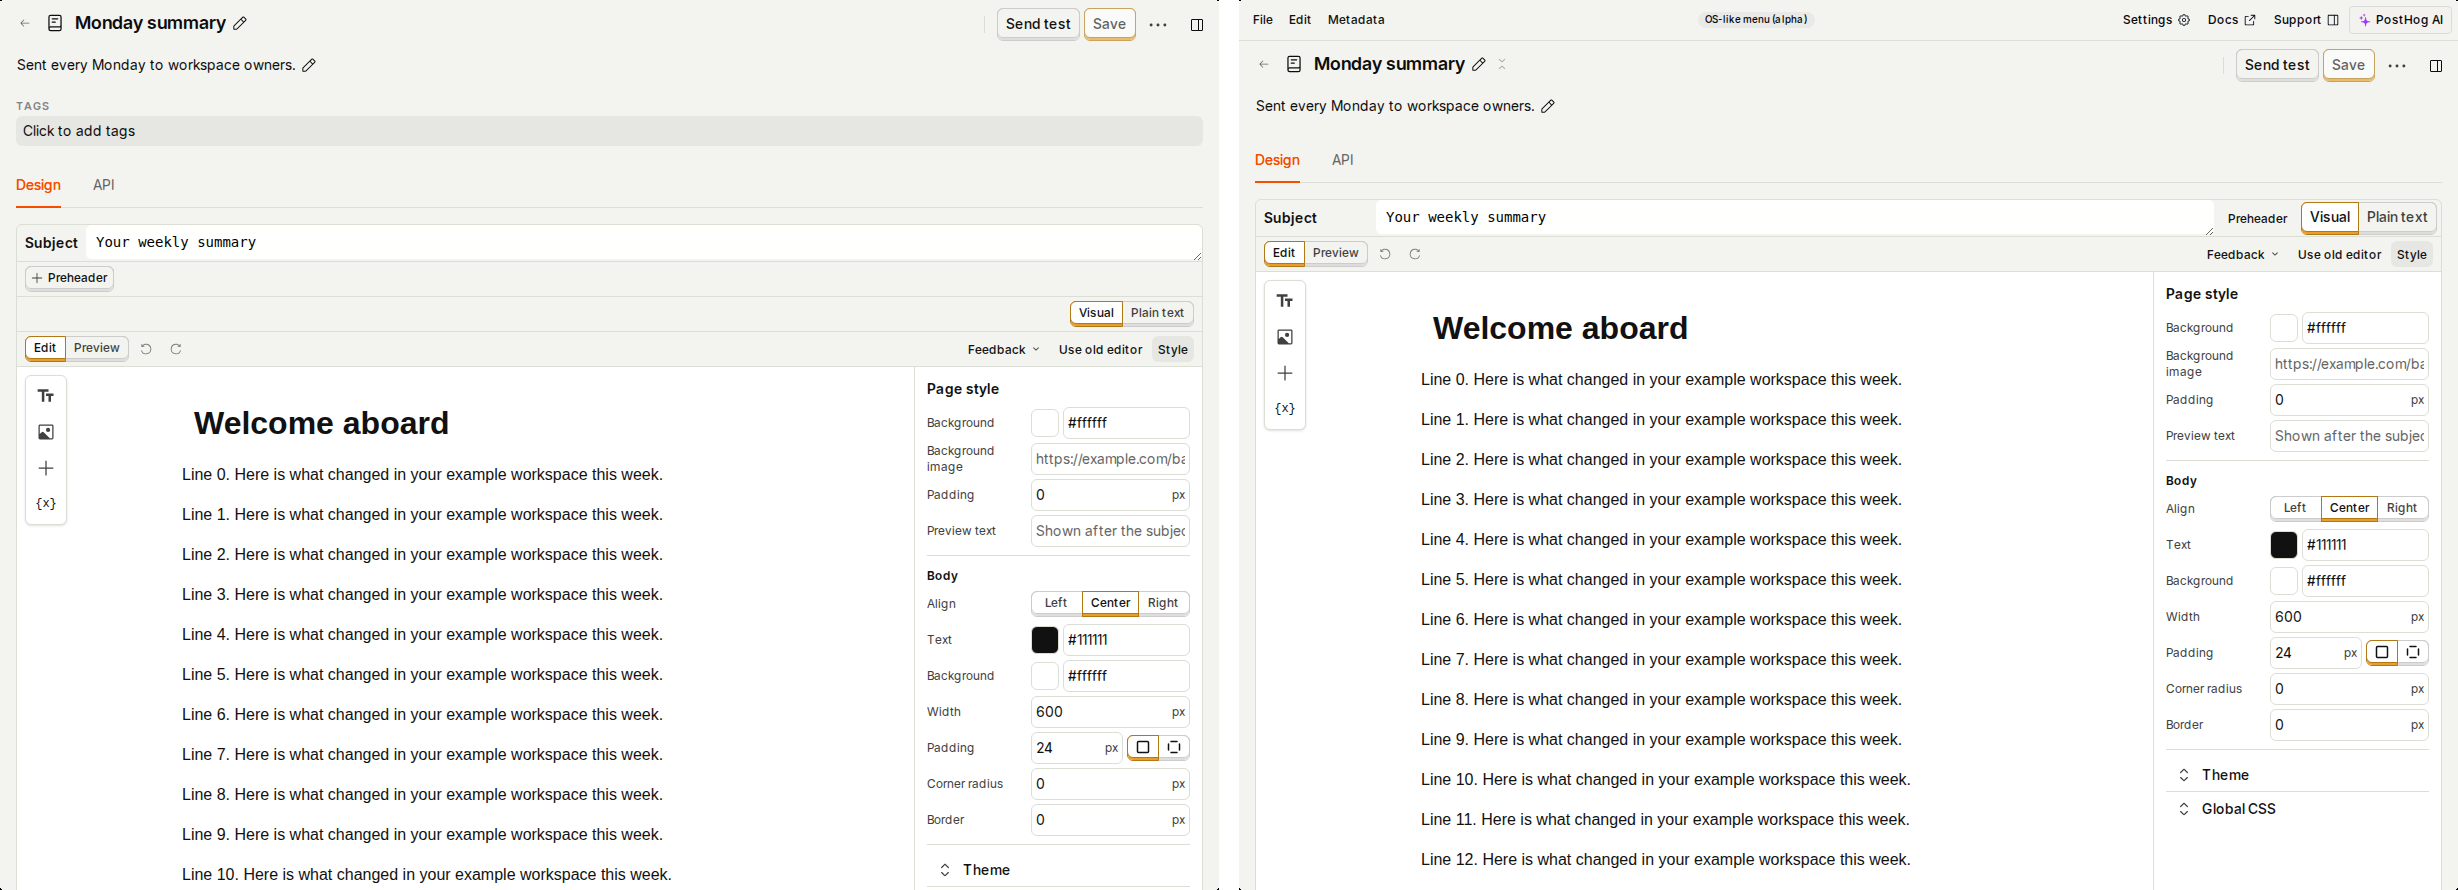 Monday summary
Send test
Save
Sent every Monday to workspace owners.
TAGS
Click to add tags
Design
API
Subject
Your weekly summary
Preheader
Visual
Plain text
Edit
Preview
Feedback
Use old editor
Style
Tт
{x}
Welcome aboard
Line 0. Here is what changed in your example workspace this week.
Line 1. Here is what changed in your example workspace this week.
Line 2. Here is what changed in your example workspace this week.
Line 3. Here is what changed in your example workspace this week.
Line 4. Here is what changed in your example workspace this week.
Line 5. Here is what changed in your example workspace this week.
Line 6. Here is what changed in your example workspace this week.
Line 7. Here is what changed in your example workspace this week.
Line 8. Here is what changed in your example workspace this week.
Line 9. Here is what changed in your example workspace this week.
Line 10. Here is what changed in your example workspace this week.
Page style
Background
#ffffff
Background
image
https://example.com/ba
Padding
0 px
Preview text
Shown after the subjec
Body
Align
Left
Center
Right
Text
#111111
Background
#ffffff
Width
600 px
Padding
24 px
Corner radius
0 px
Border
0 px
Theme
File
Edit
Metadata
OS-like menu (alpha)
Settings
Docs
Support
PostHog AI
Monday summary
Send test
Save
Sent every Monday to workspace owners.
Design
API
Subject
Your weekly summary
Preheader
Visual
Plain text
Edit
Preview
Feedback
Use old editor
Style
Tт
{x}
Welcome aboard
Line 0. Here is what changed in your example workspace this week.
Line 1. Here is what changed in your example workspace this week.
Line 2. Here is what changed in your example workspace this week.
Line 3. Here is what changed in your example workspace this week.
Line 4. Here is what changed in your example workspace this week.
Line 5. Here is what changed in your example workspace this week.
Line 6. Here is what changed in your example workspace this week.
Line 7. Here is what changed in your example workspace this week.
Line 8. Here is what changed in your example workspace this week.
Line 9. Here is what changed in your example workspace this week.
Line 10. Here is what changed in your example workspace this week.
Line 11. Here is what changed in your example workspace this week.
Line 12. Here is what changed in your example workspace this week.
Page style
Background
#ffffff
Background
image
https://example.com/ba
Padding
0 px
Preview text
Shown after the subjec
Body
Align
Left
Center
Right
Text
#111111
Background
#ffffff
Width
600 px
Padding
24 px
Corner radius
0 px
Border
0 px
Theme
Global CSS